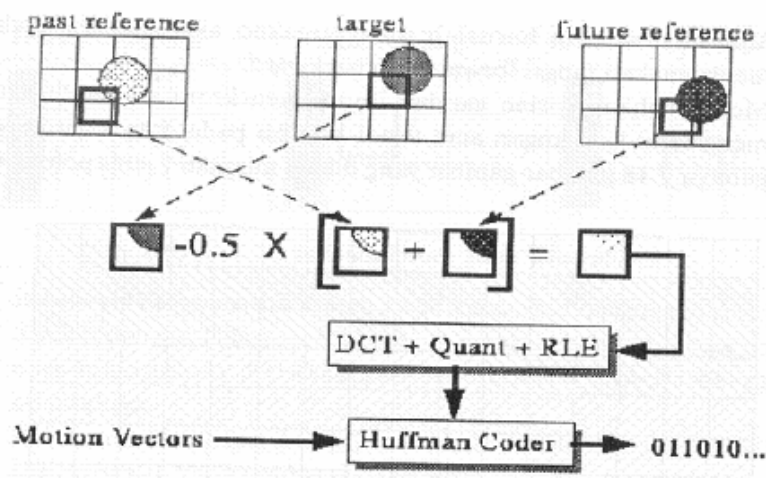 past reference
target
future reference
-0.5 X [ + ] =
DCT + Quant + RLE
Motion Vectors
Huffman Coder
011010...